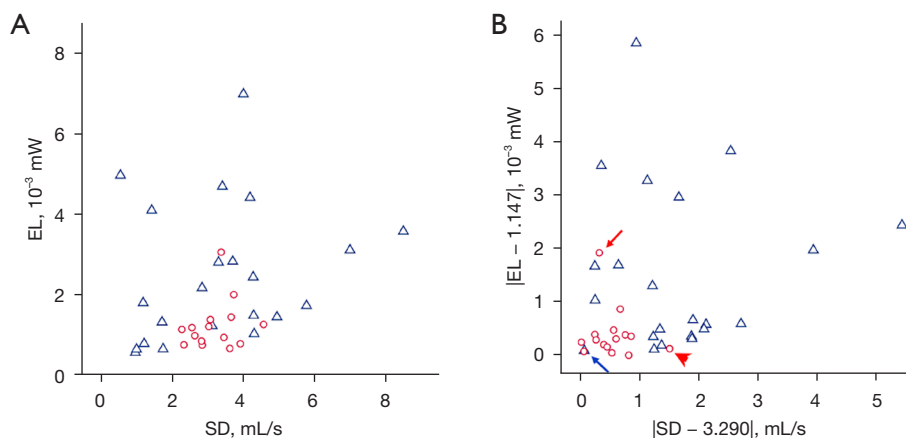 A
8
6
4
2
0
EL, 10⁻³ mW
0 2 4 6 8
SD, mL/s
B
6
5
4
3
2
1
0
|EL − 1.147|, 10⁻³ mW
0 1 2 3 4 5
|SD − 3.290|, mL/s